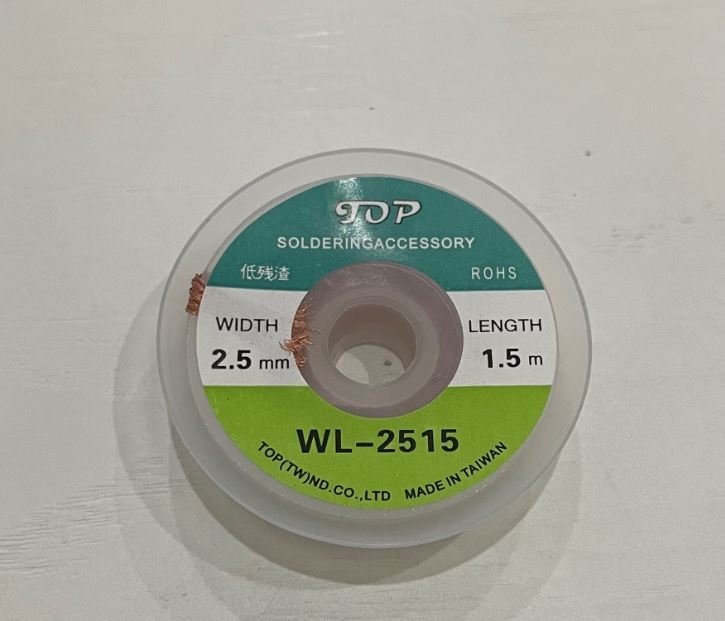 TOP
SOLDERINGACCESSORY
低残渣 ROHS
WIDTH LENGTH
2.5 mm 1.5 m
WL-2515
TOP(TW)ND.CO.,LTD MADE IN TAIWAN